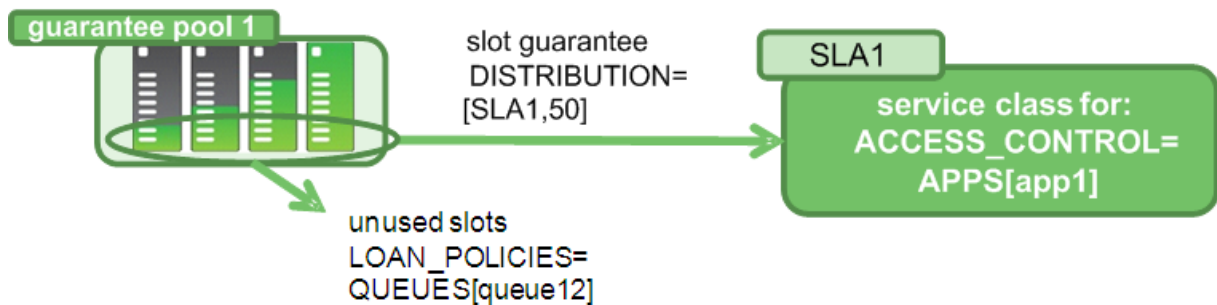 guarantee pool 1
slot guarantee
DISTRIBUTION=
[SLA1,50]
SLA1
service class for:
ACCESS_CONTROL=
APPS[app1]
unused slots
LOAN_POLICIES=
QUEUES[queue12]